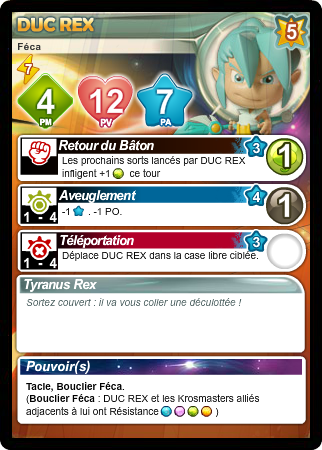 DUC REX
5
Féca
7
4
PM
12
PV
7
PA
Retour du Bâton
3
1
Les prochains sorts lancés par DUC REX
infligent +1 ce tour
Aveuglement
4
1
1 - 4
-1 . -1 PO.
Téléportation
3
1 - 4
Déplace DUC REX dans la case libre ciblée.
Tyranus Rex
Sortez couvert : il va vous coller une déculottée !
Pouvoir(s)
Tacle, Bouclier Féca.
(Bouclier Féca : DUC REX et les Krosmasters alliés
adjacents à lui ont Résistance )